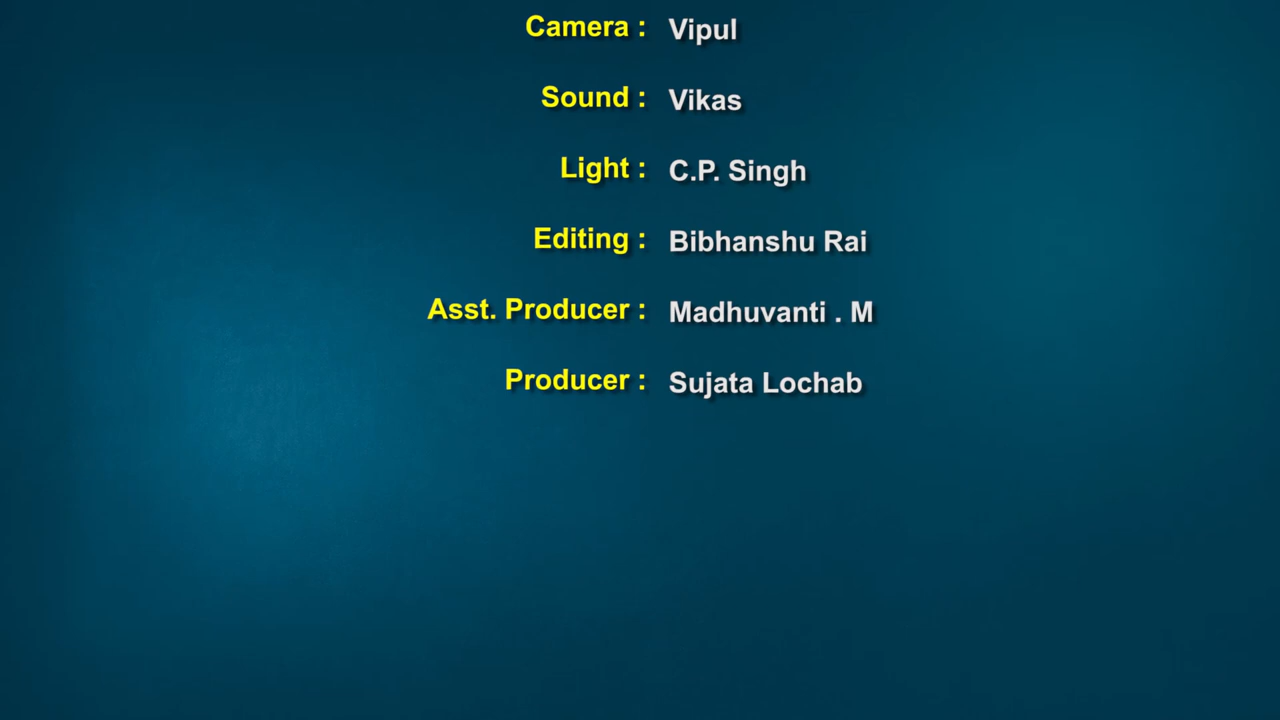 Camera : Vipul
Sound : Vikas
Light : C.P. Singh
Editing : Bibhanshu Rai
Asst. Producer : Madhuvanti . M
Producer : Sujata Lochab